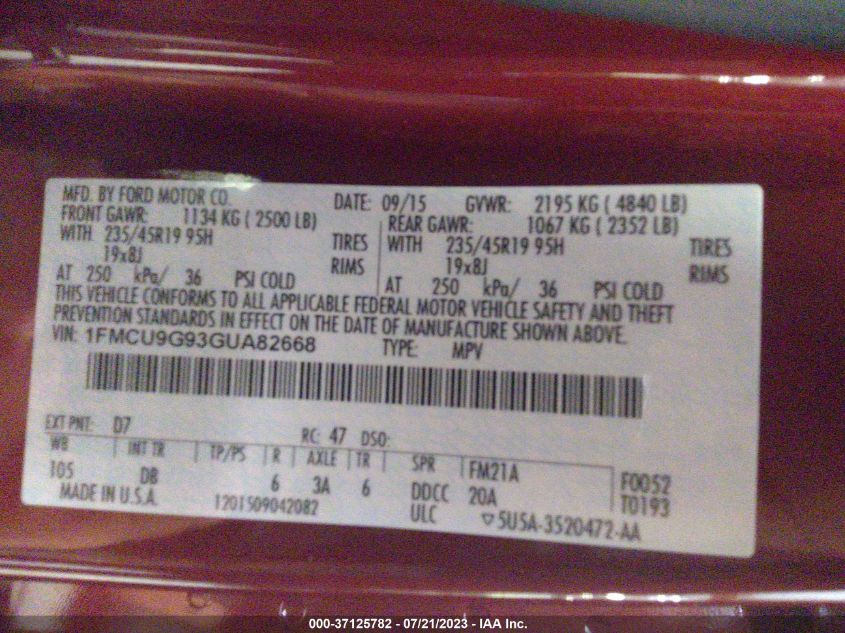 MFD. BY FORD MOTOR CO. DATE: 09/15 GVWR: 2195 KG ( 4840 LB)
FRONT GAWR: 1134 KG ( 2500 LB) REAR GAWR: 1067 KG ( 2352 LB)
WITH 235/45R19 95H TIRES WITH 235/45R19 95H TIRES
19x8J RIMS 19x8J RIMS
AT 250 kPa/ 36 PSI COLD AT 250 kPa/ 36 PSI COLD
THIS VEHICLE CONFORMS TO ALL APPLICABLE FEDERAL MOTOR VEHICLE SAFETY AND THEFT
PREVENTION STANDARDS IN EFFECT ON THE DATE OF MANUFACTURE SHOWN ABOVE.
VIN: 1FMCU9G93GUA82668 TYPE: MPV
EXT PNT: D7 RC: 47 DSO:
WB INT TR TP/PS R AXLE TR SPR FM21A F0052
105 DB 6 3A 6 DDCC 20A T0193
MADE IN U.S.A. 1201509042082 ULC ▽5U5A-3520472-AA
000-37125782 - 07/21/2023 - IAA Inc.